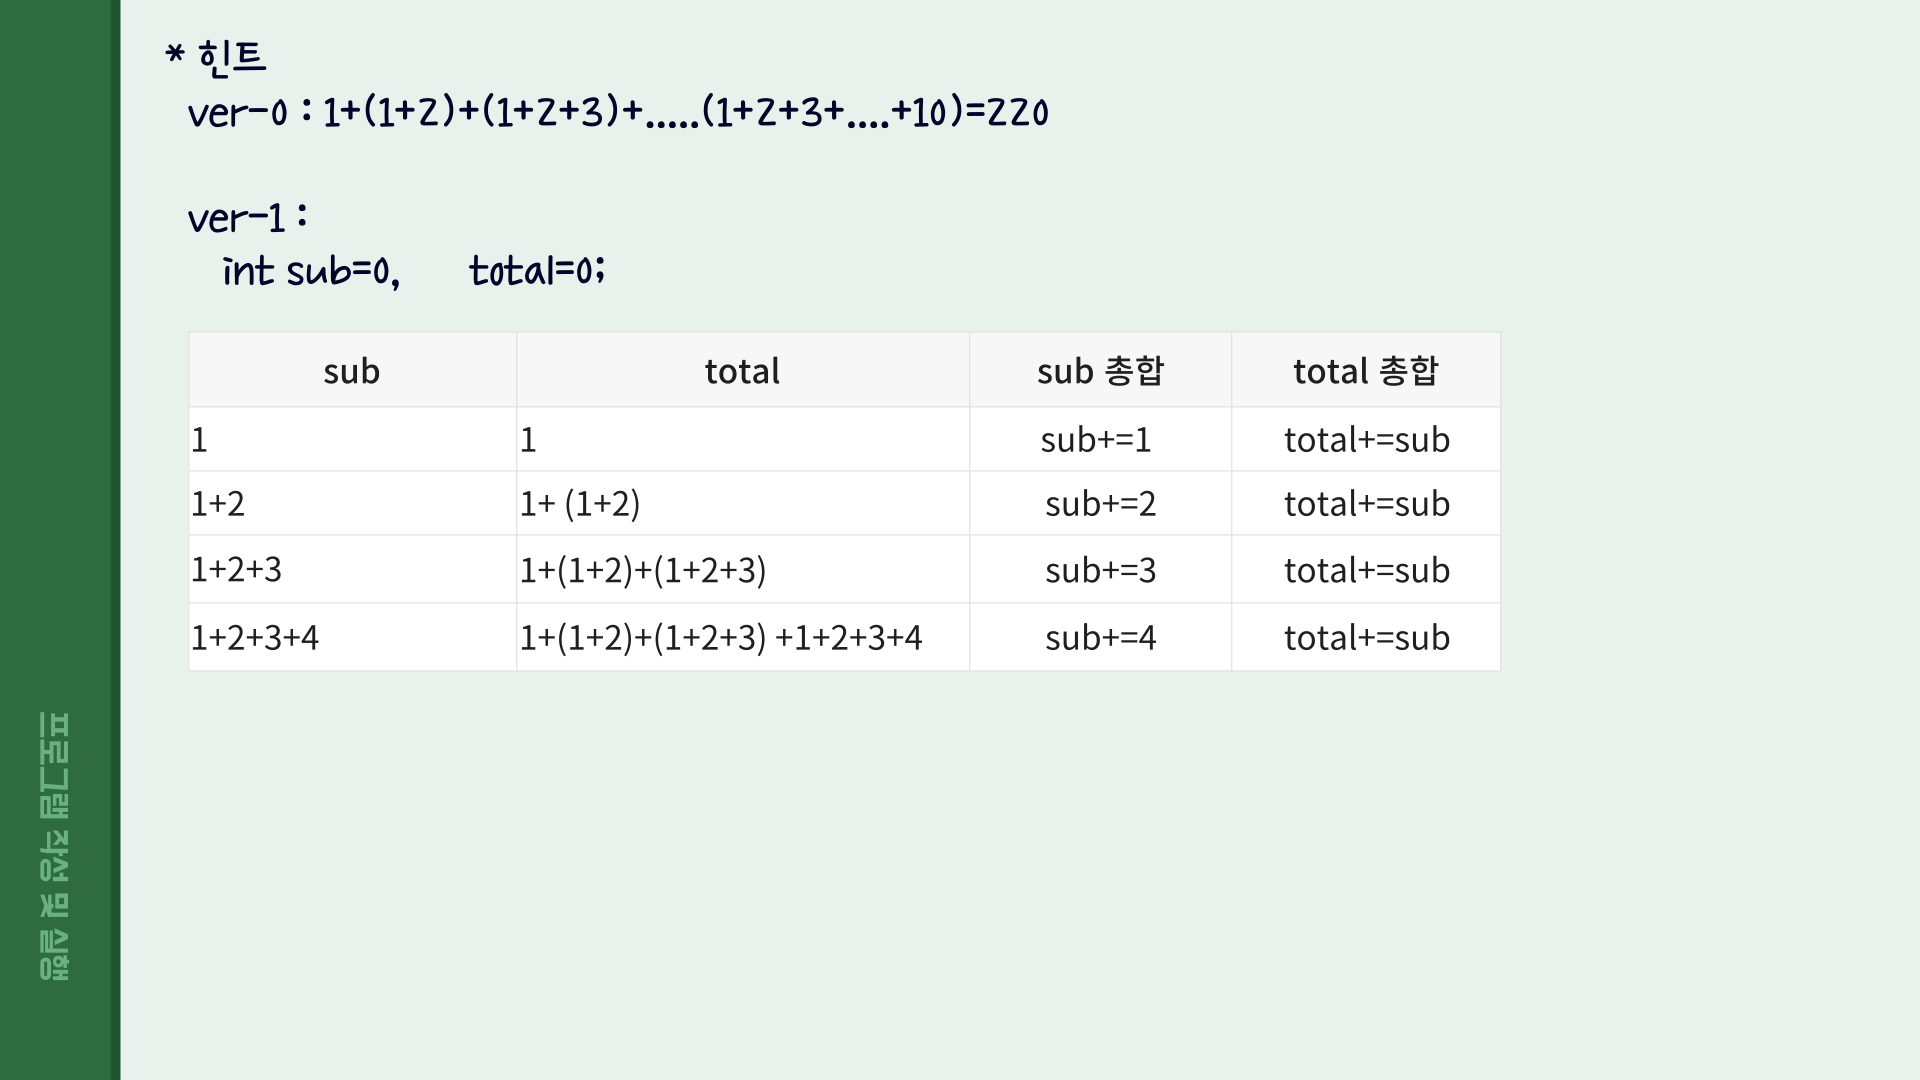 * 힌트
ver-0 : 1+(1+2)+(1+2+3)+.....(1+2+3+....+10)=220
ver-1 :
int sub=0, total=0;
sub total sub 총합 total 총합
1 1 sub+=1 total+=sub
1+2 1+ (1+2) sub+=2 total+=sub
1+2+3 1+(1+2)+(1+2+3) sub+=3 total+=sub
1+2+3+4 1+(1+2)+(1+2+3) +1+2+3+4 sub+=4 total+=sub
프로그램 작성 및 실행